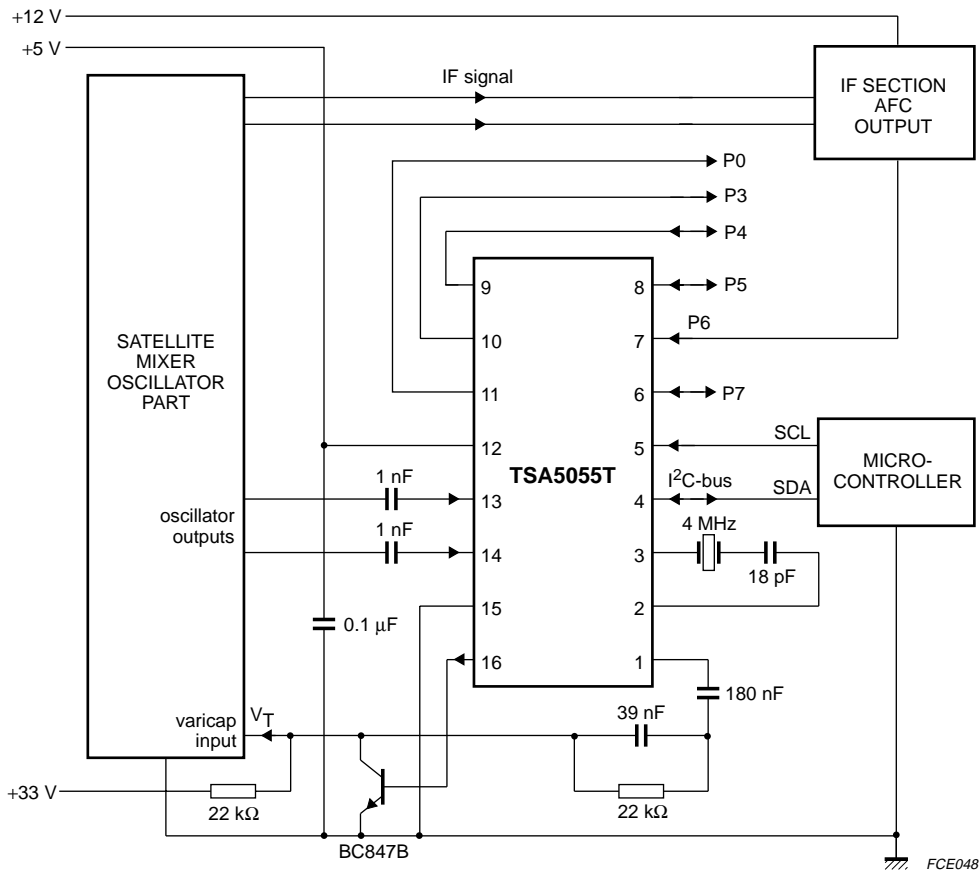 +12 V
+5 V
IF signal
IF SECTION
AFC
OUTPUT
P0
P3
P4
9
8
P5
P6
10
7
SATELLITE
MIXER
OSCILLATOR
PART
11
6
P7
12
5
SCL
TSA5055T
MICRO-
CONTROLLER
1 nF
13
4
I²C-bus
SDA
oscillator
outputs
1 nF
14
3
4 MHz
18 pF
15
2
0.1 μF
16
1
180 nF
39 nF
varicap
input
V_T
+33 V
22 kΩ
22 kΩ
BC847B
FCE048